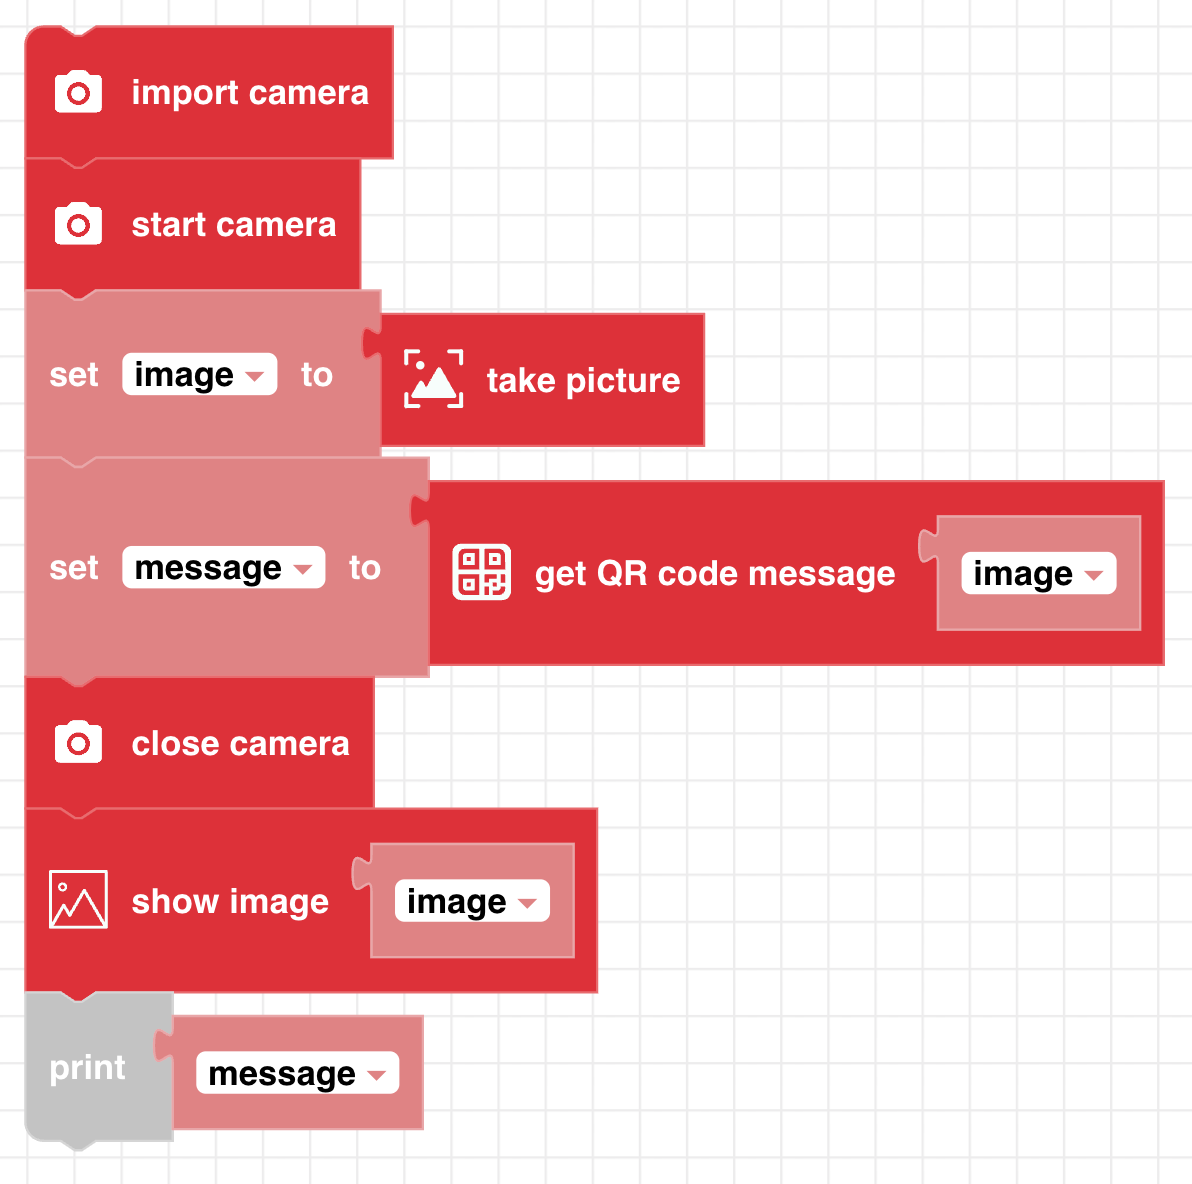 import camera
start camera
set image to take picture
set message to get QR code message image
close camera
show image image
print message